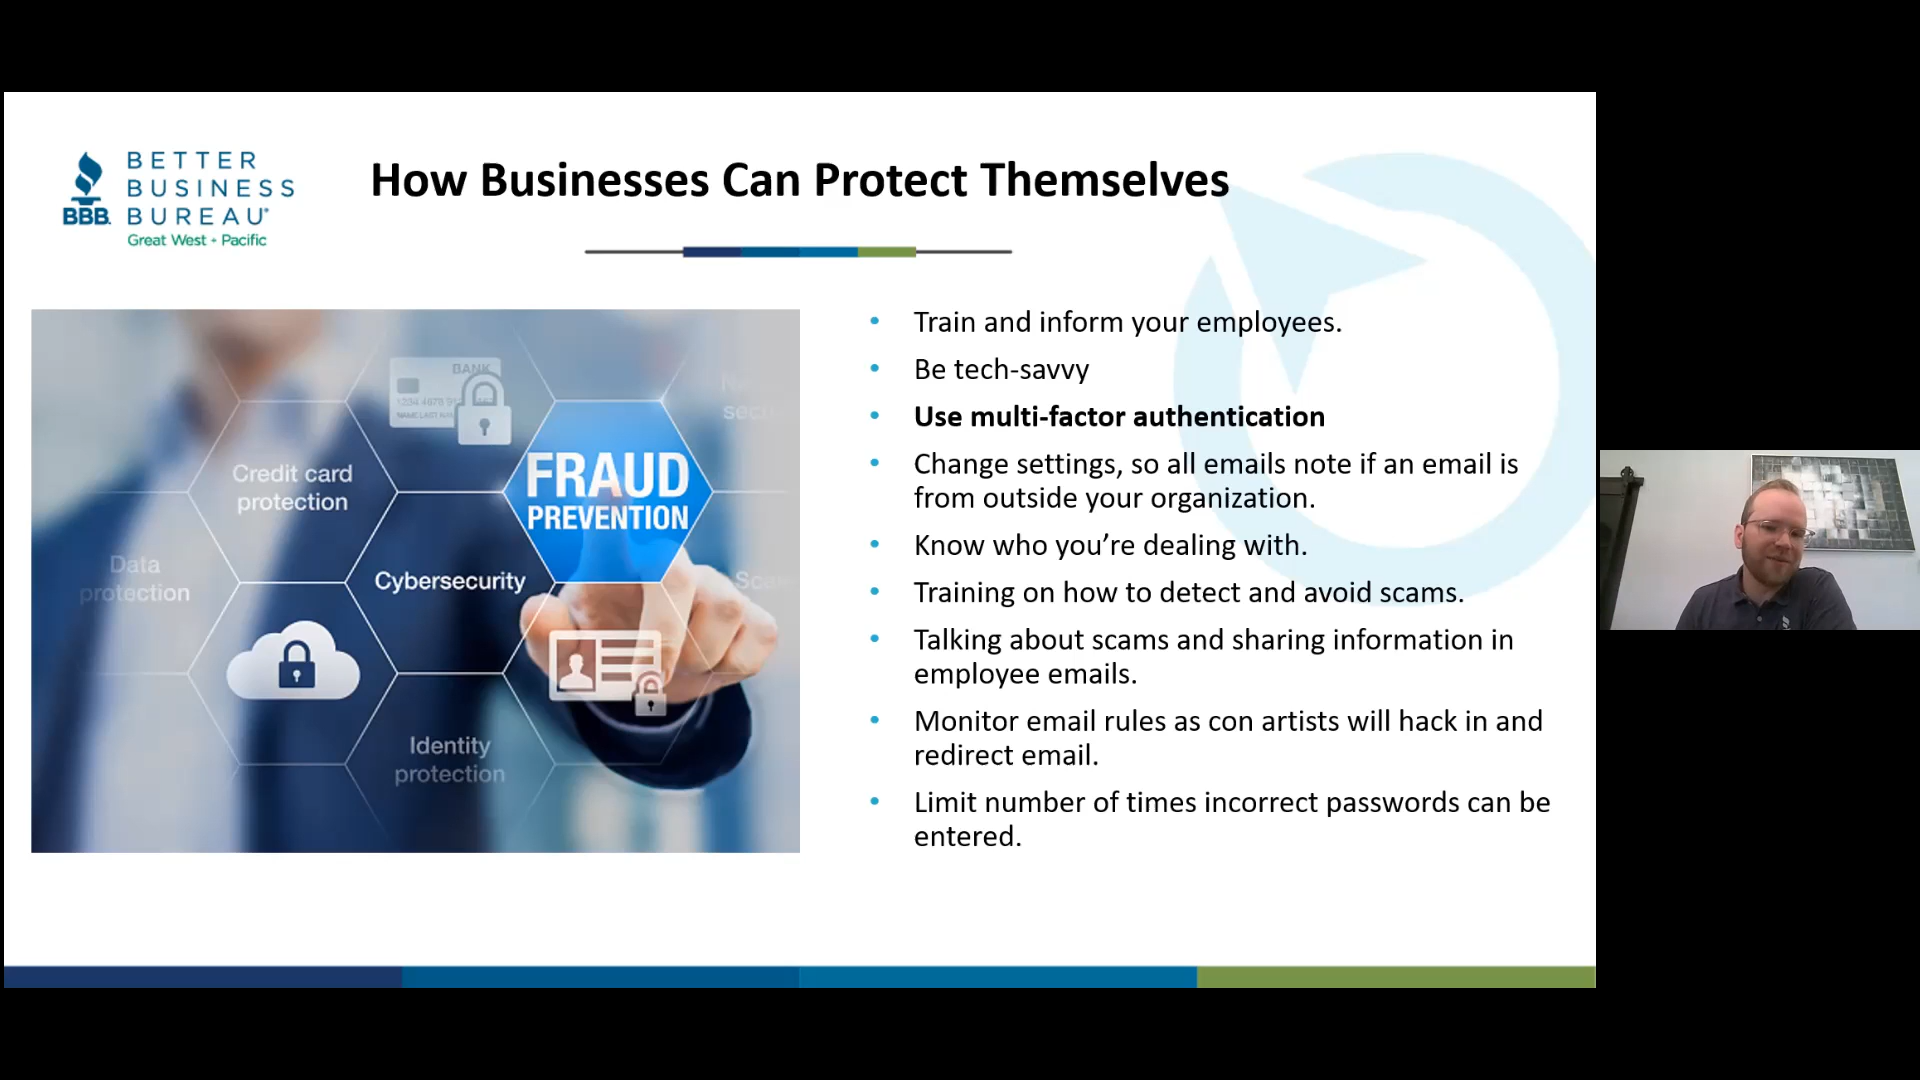 BETTER
BUSINESS
BBB. BUREAU®
Great West + Pacific
How Businesses Can Protect Themselves
BANK
Credit card
protection
FRAUD
PREVENTION
Data
protection
Cybersecurity
Identity
protection
• Train and inform your employees.
• Be tech-savvy
• Use multi-factor authentication
• Change settings, so all emails note if an email is
from outside your organization.
• Know who you’re dealing with.
• Training on how to detect and avoid scams.
• Talking about scams and sharing information in
employee emails.
• Monitor email rules as con artists will hack in and
redirect email.
• Limit number of times incorrect passwords can be
entered.